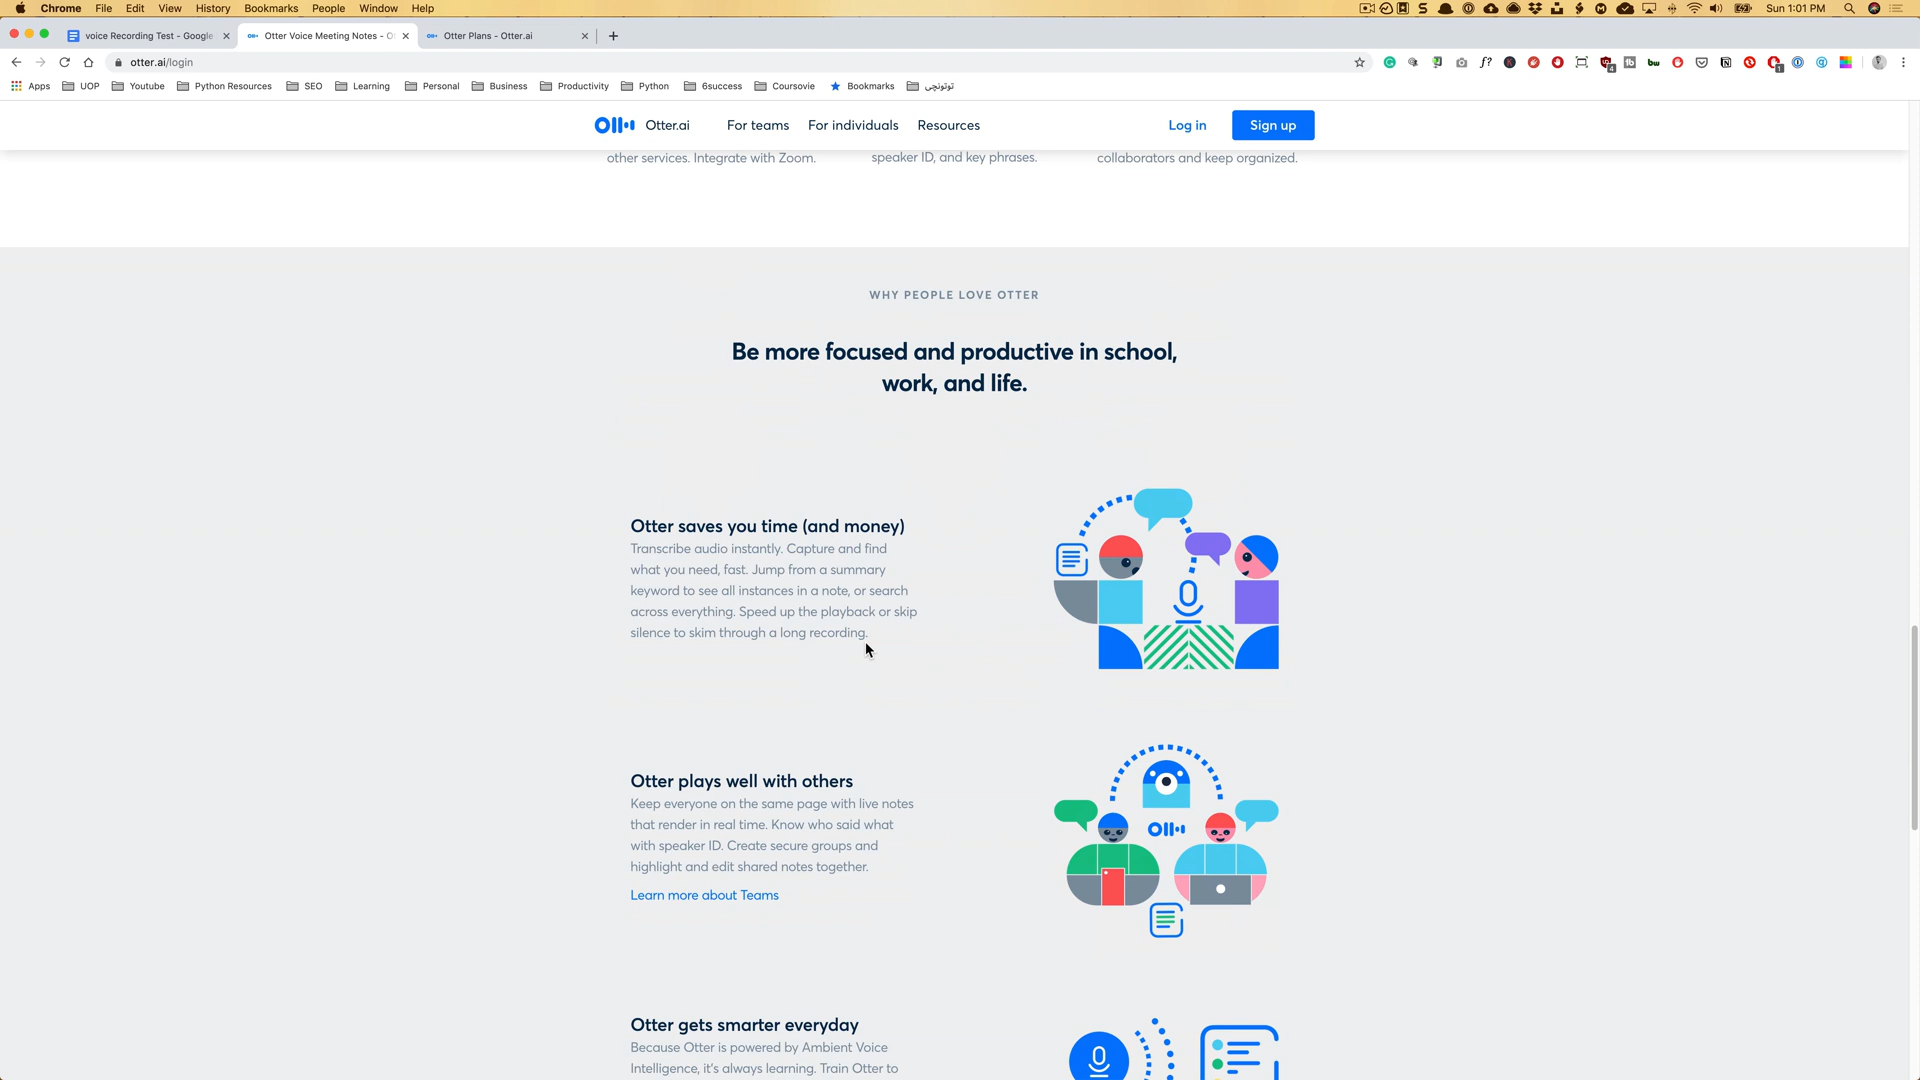 Chrome File Edit View History Bookmarks People Window Help Sun 1:01 PM
voice Recording Test - Google
Otter Voice Meeting Notes - O
Otter Plans - Otter.ai
otter.ai/login
Apps UOP Youtube Python Resources SEO Learning Personal Business Productivity Python 6success Coursovie Bookmarks توتونچی
Otter.ai For teams For individuals Resources Log in Sign up
other services. Integrate with Zoom. speaker ID, and key phrases. collaborators and keep organized.
WHY PEOPLE LOVE OTTER
Be more focused and productive in school,
work, and life.
Otter saves you time (and money)
Transcribe audio instantly. Capture and find
what you need, fast. Jump from a summary
keyword to see all instances in a note, or search
across everything. Speed up the playback or skip
silence to skim through a long recording.
Otter plays well with others
Keep everyone on the same page with live notes
that render in real time. Know who said what
with speaker ID. Create secure groups and
highlight and edit shared notes together.
Learn more about Teams
Otter gets smarter everyday
Because Otter is powered by Ambient Voice
Intelligence, it's always learning. Train Otter to